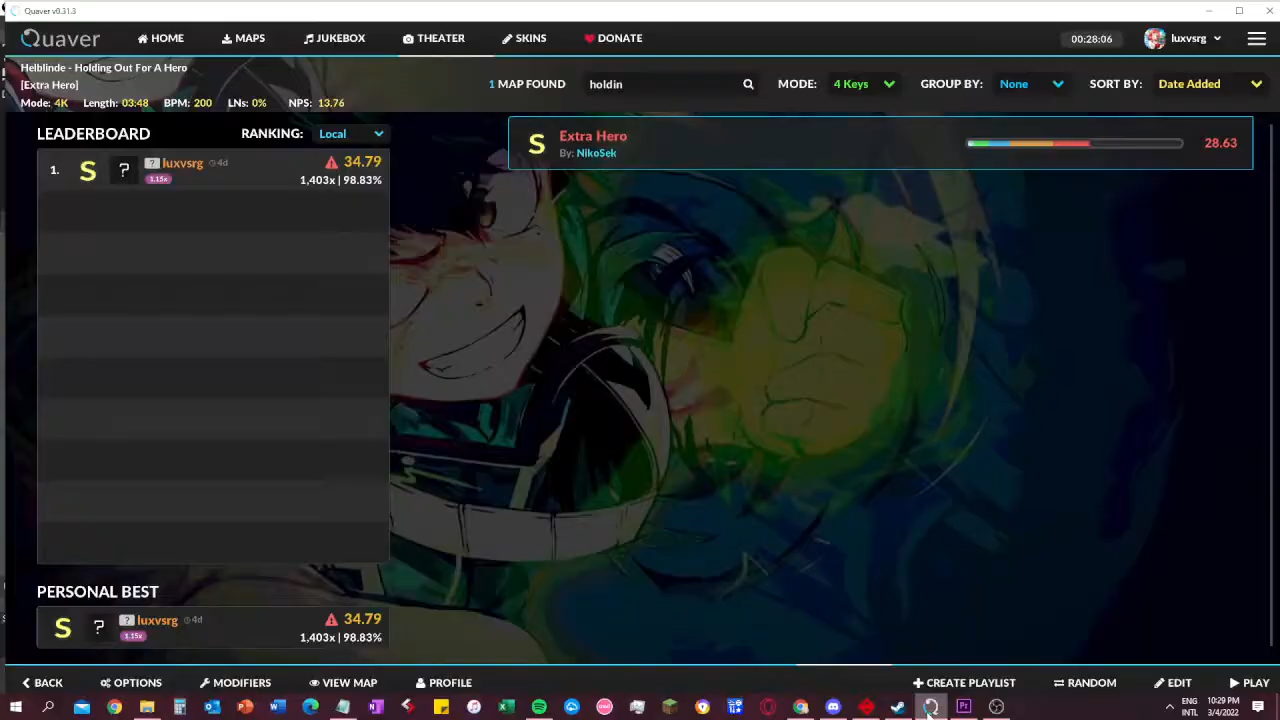 Quaver v0.31.3
Quaver HOME MAPS JUKEBOX THEATER SKINS DONATE 00:28:06 luxvsrg
Helblinde - Holding Out For A Hero
[Extra Hero]
Mode: 4K Length: 03:48 BPM: 200 LNs: 0% NPS: 13.76
1 MAP FOUND holdin MODE: 4 Keys GROUP BY: None SORT BY: Date Added
LEADERBOARD RANKING: Local
1. S ? ? luxvsrg 4d 34.79
1.15x 1,403x | 98.83%
S Extra Hero 28.63
By: NikoSek
PERSONAL BEST
S ? ? luxvsrg 4d 34.79
1.15x 1,403x | 98.83%
BACK OPTIONS MODIFIERS VIEW MAP PROFILE CREATE PLAYLIST RANDOM EDIT PLAY
ENG 10:29 PM
INTL 3/4/2022